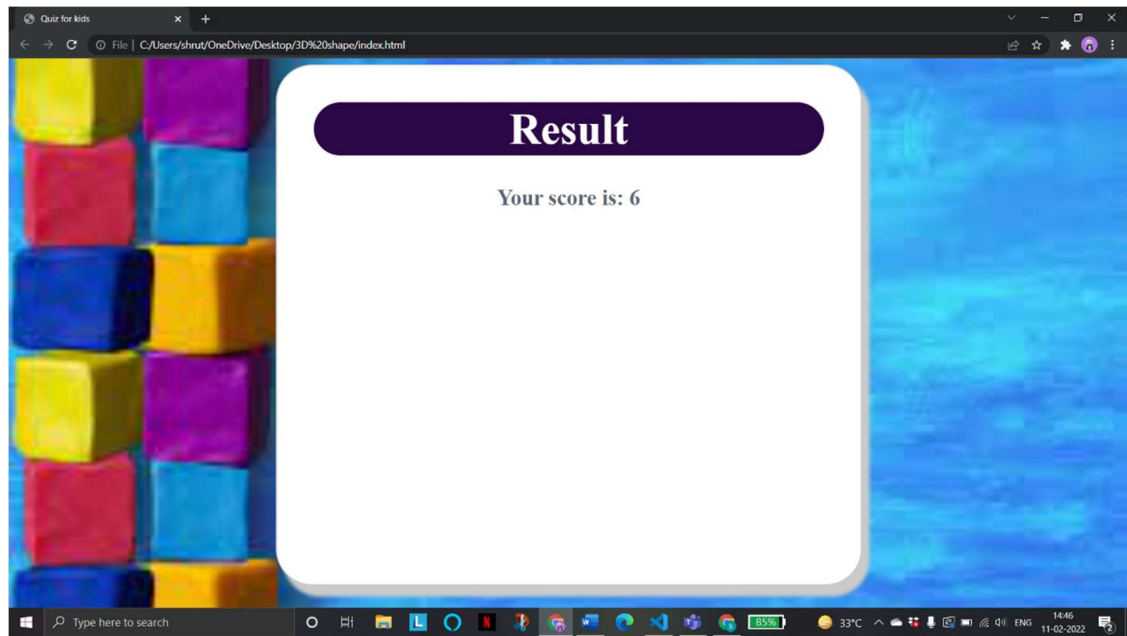 Quiz for kids
File | C:/Users/shrut/OneDrive/Desktop/3D%20shape/index.html
Result
Your score is: 6
Type here to search
L
N
W
85%
33°C
ENG
14:46
11-02-2022
2